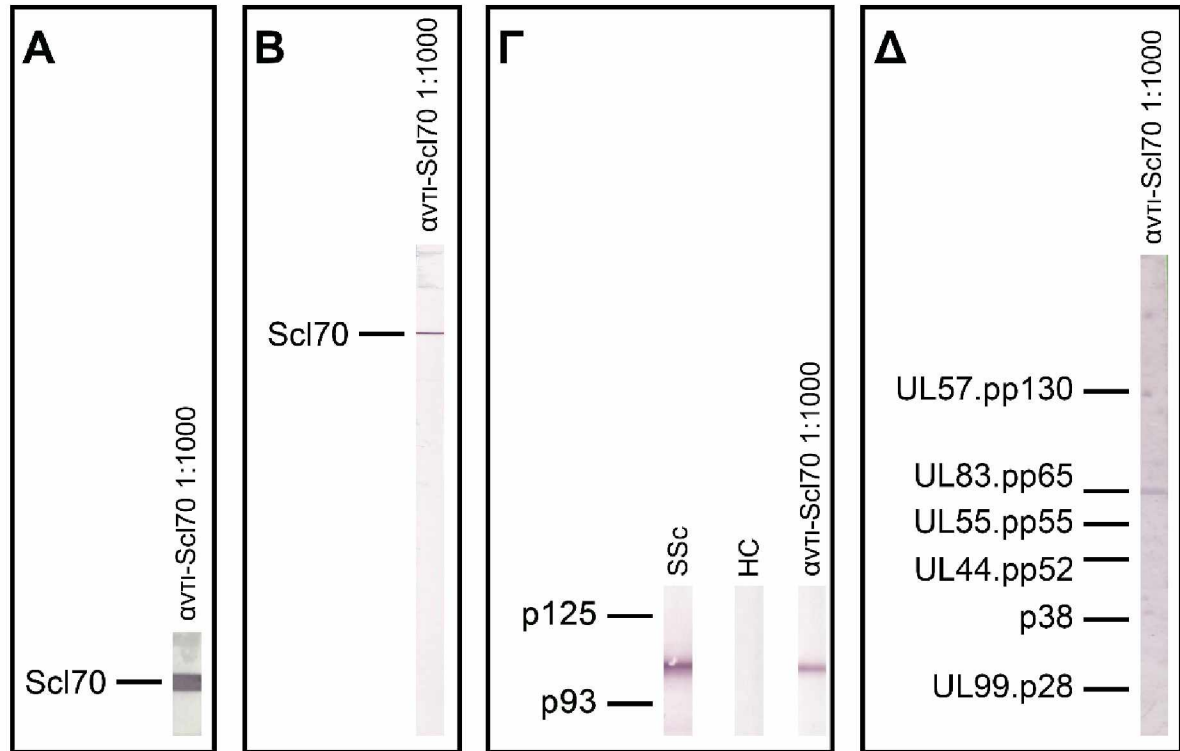 Α
αντι-Scl70 1:1000
Scl70
Β
αντι-Scl70 1:1000
Scl70
Γ
SSc
HC
αντι-Scl70 1:1000
p125
p93
Δ
αντι-Scl70 1:1000
UL57.pp130
UL83.pp65
UL55.pp55
UL44.pp52
p38
UL99.p28